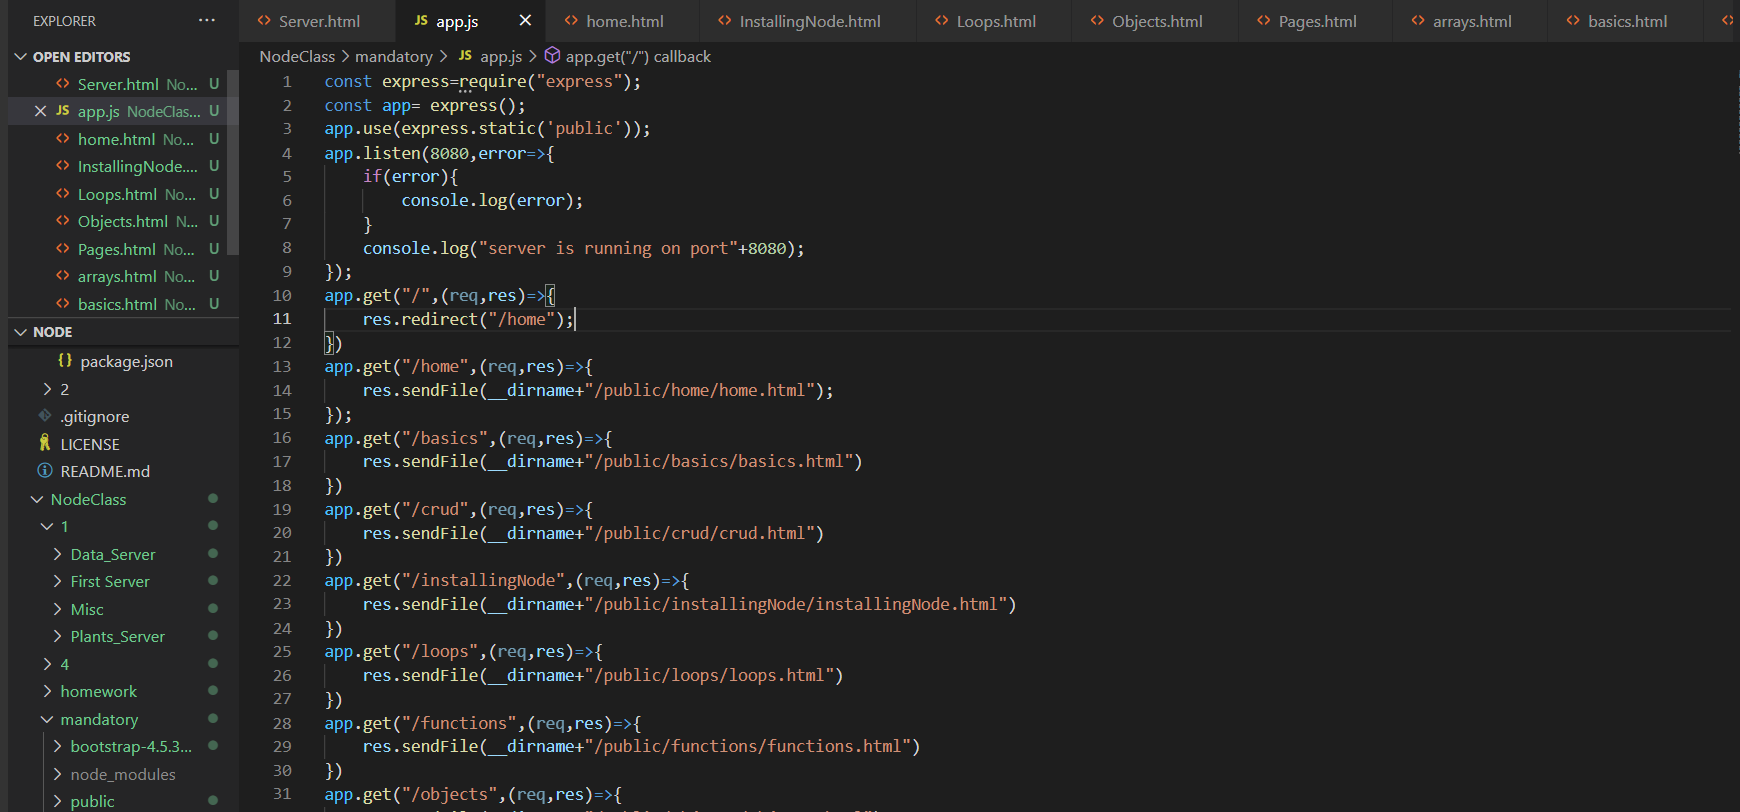 EXPLORER ...
OPEN EDITORS
Server.html No... U
app.js NodeClas... U
home.html No... U
InstallingNode.... U
Loops.html No... U
Objects.html N... U
Pages.html No... U
arrays.html No... U
basics.html No... U
NODE
package.json
2
.gitignore
LICENSE
README.md
NodeClass
1
Data_Server
First Server
Misc
Plants_Server
4
homework
mandatory
bootstrap-4.5.3...
node_modules
public
Server.html JS app.js home.html InstallingNode.html Loops.html Objects.html Pages.html arrays.html basics.html
NodeClass > mandatory > JS app.js > app.get("/") callback
1 const express=require("express");
2 const app= express();
3 app.use(express.static('public'));
4 app.listen(8080,error=>{
5 if(error){
6 console.log(error);
7 }
8 console.log("server is running on port"+8080);
9 });
10 app.get("/",(req,res)=>{
11 res.redirect("/home");
12 })
13 app.get("/home",(req,res)=>{
14 res.sendFile(__dirname+"/public/home/home.html");
15 });
16 app.get("/basics",(req,res)=>{
17 res.sendFile(__dirname+"/public/basics/basics.html")
18 })
19 app.get("/crud",(req,res)=>{
20 res.sendFile(__dirname+"/public/crud/crud.html")
21 })
22 app.get("/installingNode",(req,res)=>{
23 res.sendFile(__dirname+"/public/installingNode/installingNode.html")
24 })
25 app.get("/loops",(req,res)=>{
26 res.sendFile(__dirname+"/public/loops/loops.html")
27 })
28 app.get("/functions",(req,res)=>{
29 res.sendFile(__dirname+"/public/functions/functions.html")
30 })
31 app.get("/objects",(req,res)=>{